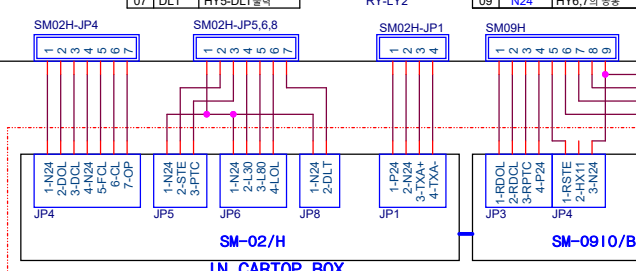 07 DLT HY5-DLT출력
RY-LY2
09 N24 HY6,7의 공통
SM02H-JP4
SM02H-JP5,6,8
SM02H-JP1
SM09H
1 2 3 4 5 6 7
1 2 3 4 5 6 7
1 2 3 4
1 2 3 4 5 6 7 8 9
1-N24
2-DOL
3-DCL
4-N24
5-FCL
6-CL
7-OP
1-N24
2-STE
3-PTC
1-N24
2-L30
3-L80
4-LOL
1-N24
2-DLT
1-P24
2-N24
3-TXA+
4-TXA-
1-RDOL
2-RDCL
3-RPTC
4-P24
1-RSTE
2-HX11
3-N24
JP4
JP5
JP6
JP8
JP1
JP3
JP4
SM-02/H
SM-09IO/B
IN CARTOP BOX